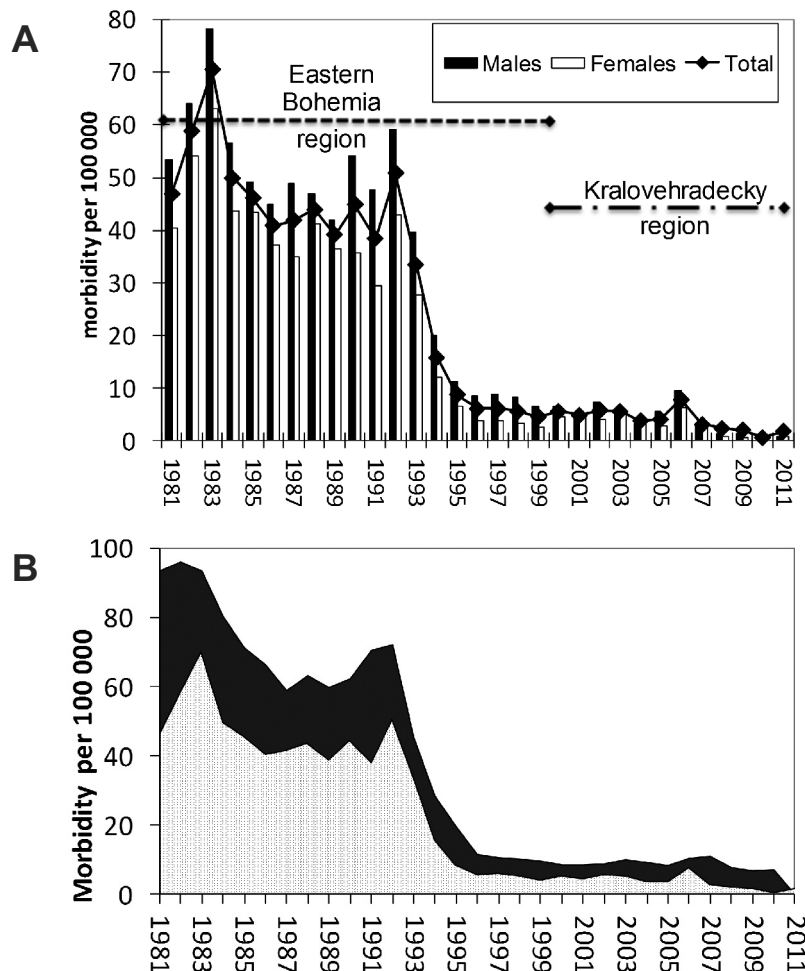 A
morbidity per 100 000
80
70
60
50
40
30
20
10
0
Males Females Total
Eastern
Bohemia
region
Kralovehradecky
region
1981 1983 1985 1987 1989 1991 1993 1995 1997 1999 2001 2003 2005 2007 2009 2011
B
Morbidity per 100 000
100
80
60
40
20
0
1981 1983 1985 1987 1989 1991 1993 1995 1997 1999 2001 2003 2005 2007 2009 2011